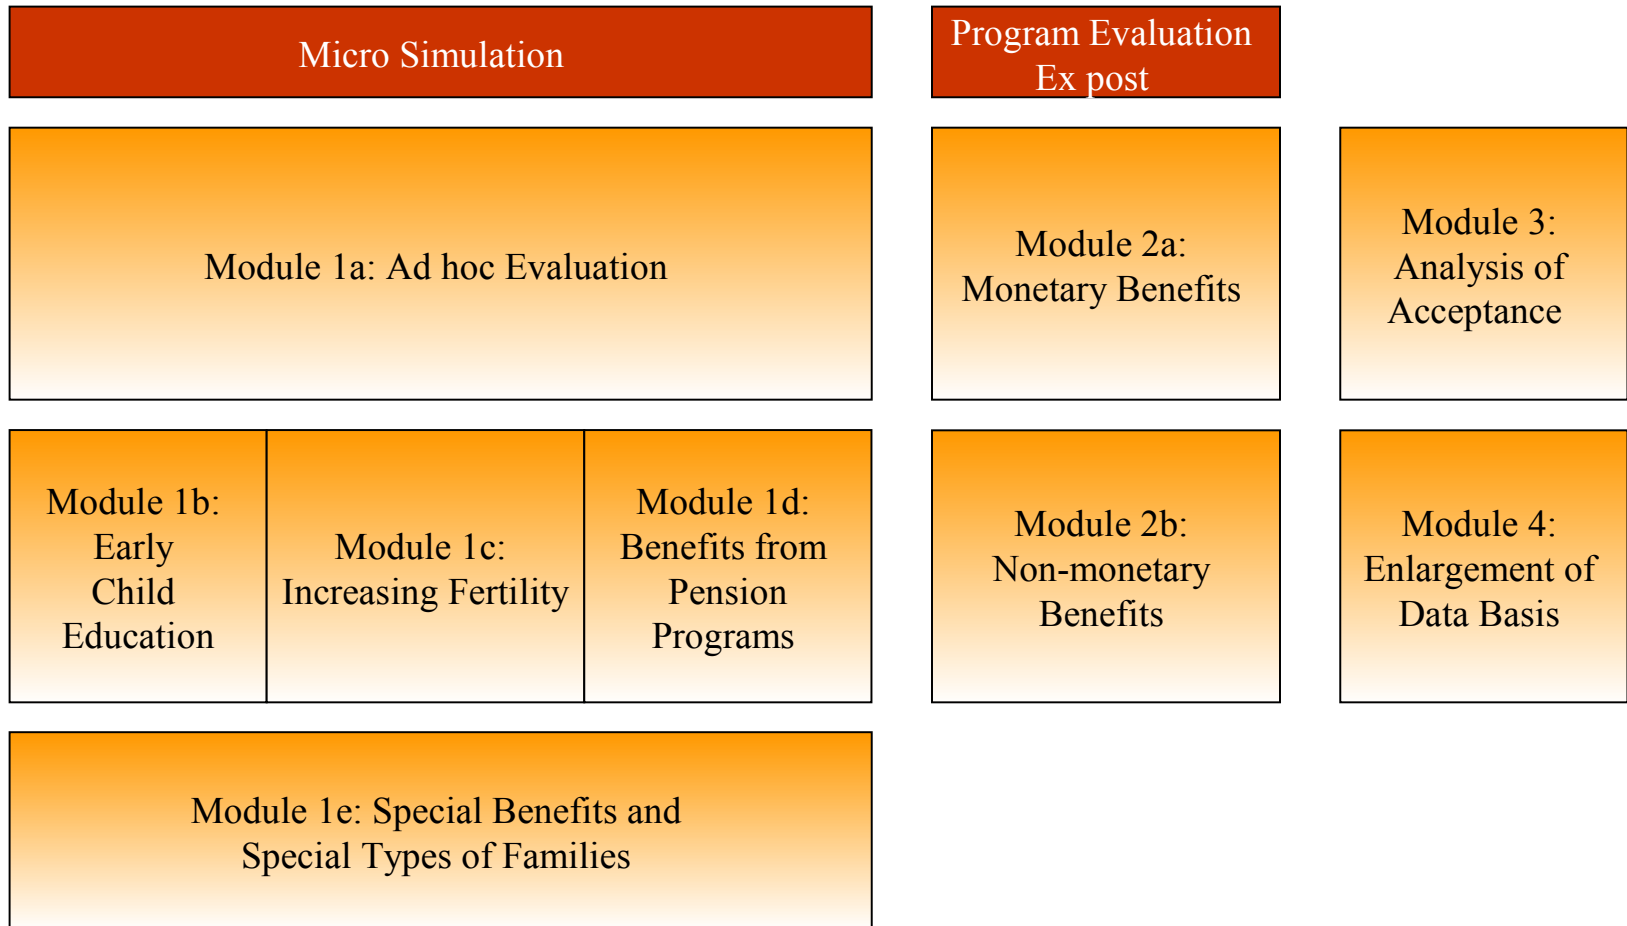 Micro Simulation
Program Evaluation
Ex post
Module 1a: Ad hoc Evaluation
Module 2a:
Monetary Benefits
Module 3:
Analysis of
Acceptance
Module 1b:
Early
Child
Education
Module 1c:
Increasing Fertility
Module 1d:
Benefits from
Pension
Programs
Module 2b:
Non-monetary
Benefits
Module 4:
Enlargement of
Data Basis
Module 1e: Special Benefits and
Special Types of Families